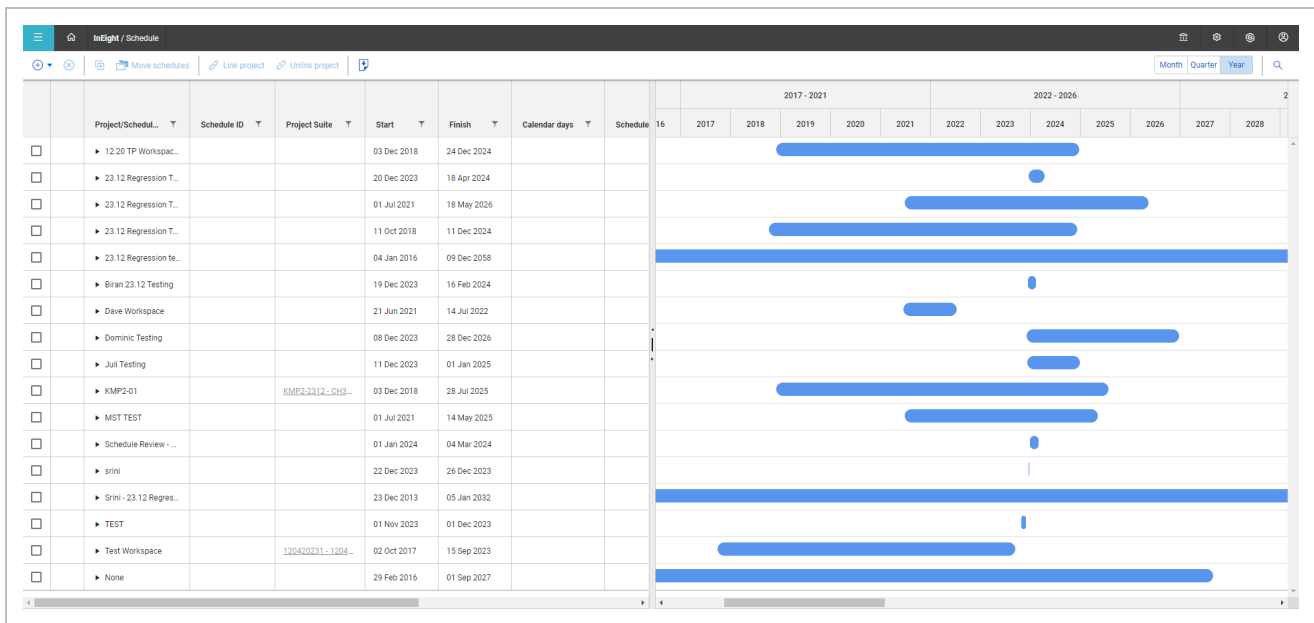 InEight / Schedule
Move schedules Link project Unlink project Month Quarter Year
2017 - 2021 2022 - 2026 2
Project/Schedul... Schedule ID Project Suite Start Finish Calendar days Schedule 16 2017 2018 2019 2020 2021 2022 2023 2024 2025 2026 2027 2028
12.20 TP Workspac... 03 Dec 2018 24 Dec 2024
23.12 Regression T... 20 Dec 2023 18 Apr 2024
23.12 Regression T... 01 Jul 2021 18 May 2026
23.12 Regression T... 11 Oct 2018 11 Dec 2024
23.12 Regression te... 04 Jan 2016 09 Dec 2058
Biran 23.12 Testing 19 Dec 2023 16 Feb 2024
Dave Workspace 21 Jun 2021 14 Jul 2022
Dominic Testing 08 Dec 2023 28 Dec 2026
Juli Testing 11 Dec 2023 01 Jan 2025
KMP2-01 KMP2-2312 - CH3... 03 Dec 2018 28 Jul 2025
MST TEST 01 Jul 2021 14 May 2025
Schedule Review - ... 01 Jan 2024 04 Mar 2024
srini 22 Dec 2023 26 Dec 2023
Srini - 23.12 Regres... 23 Dec 2013 05 Jan 2032
TEST 01 Nov 2023 01 Dec 2023
Test Workspace 120420231 - 1204... 02 Oct 2017 15 Sep 2023
None 29 Feb 2016 01 Sep 2027